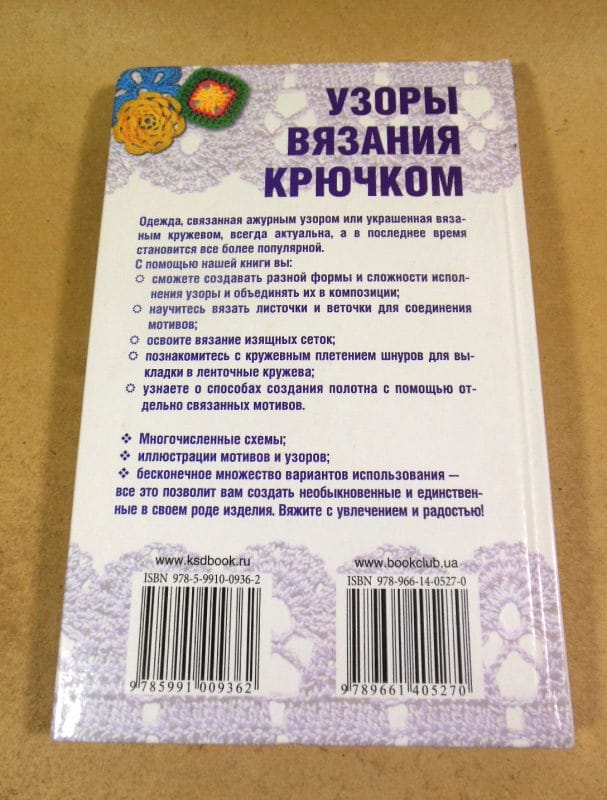 УЗОРЫ
ВЯЗАНИЯ
КРЮЧКОМ
Одежда, связанная ажурным узором или украшенная вяза-
ным кружевом, всегда актуальна, а в последнее время
становится все более популярной.
С помощью нашей книги вы:
сможете создавать разной формы и сложности испол-
нения узоры и объединять их в композиции;
научитесь вязать листочки и веточки для соединения
мотивов;
освоите вязание изящных сеток;
познакомитесь с кружевным плетением шнуров для вы-
кладки в ленточные кружева;
узнаете о способах создания полотна с помощью от-
дельно связанных мотивов.
❖ Многочисленные схемы;
❖ иллюстрации мотивов и узоров;
❖ бесконечное множество вариантов использования —
все это позволит вам создать необыкновенные и единствен-
ные в своем роде изделия. Вяжите с увлечением и радостью!
www.ksdbook.ru
ISBN 978-5-9910-0936-2
9 785991 009362
www.bookclub.ua
ISBN 978-966-14-0527-0
9 789661 405270